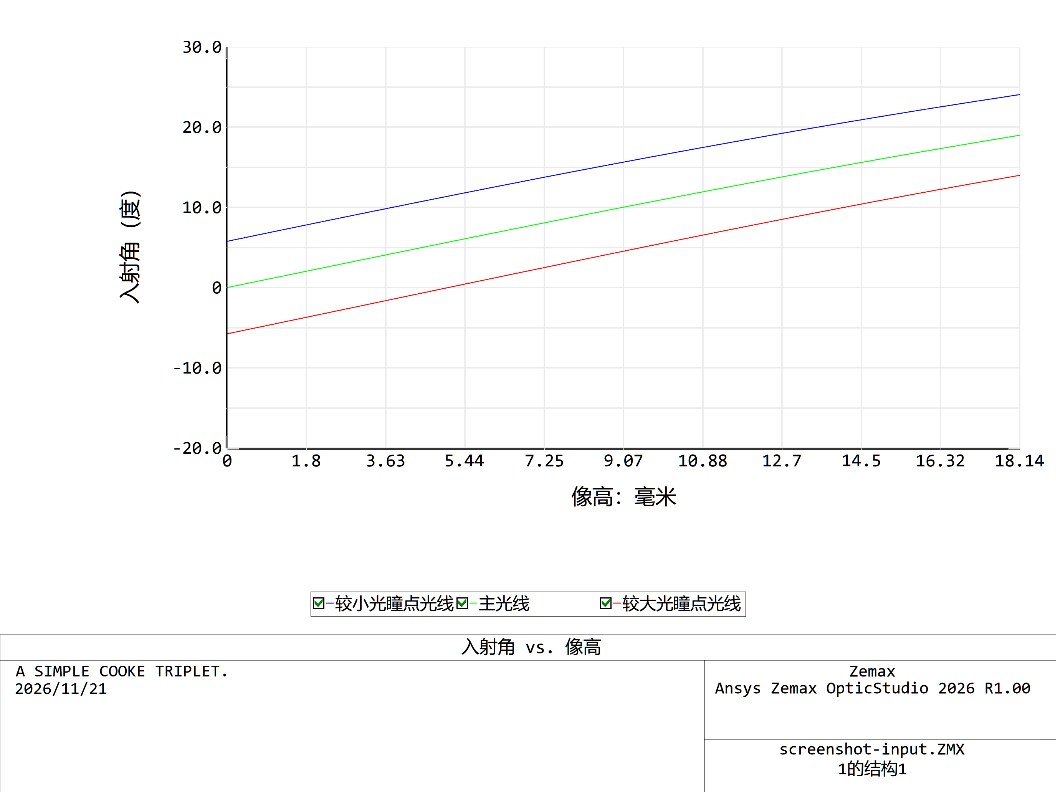 30.0
20.0
10.0
0
-10.0
-20.0
入射角 (度)
0 1.8 3.63 5.44 7.25 9.07 10.88 12.7 14.5 16.32 18.14
像高: 毫米
较小光瞳点光线 主光线 较大光瞳点光线
入射角 vs. 像高
A SIMPLE COOKE TRIPLET.
2026/11/21
Zemax
Ansys Zemax OpticStudio 2026 R1.00
screenshot-input.ZMX
1的结构1